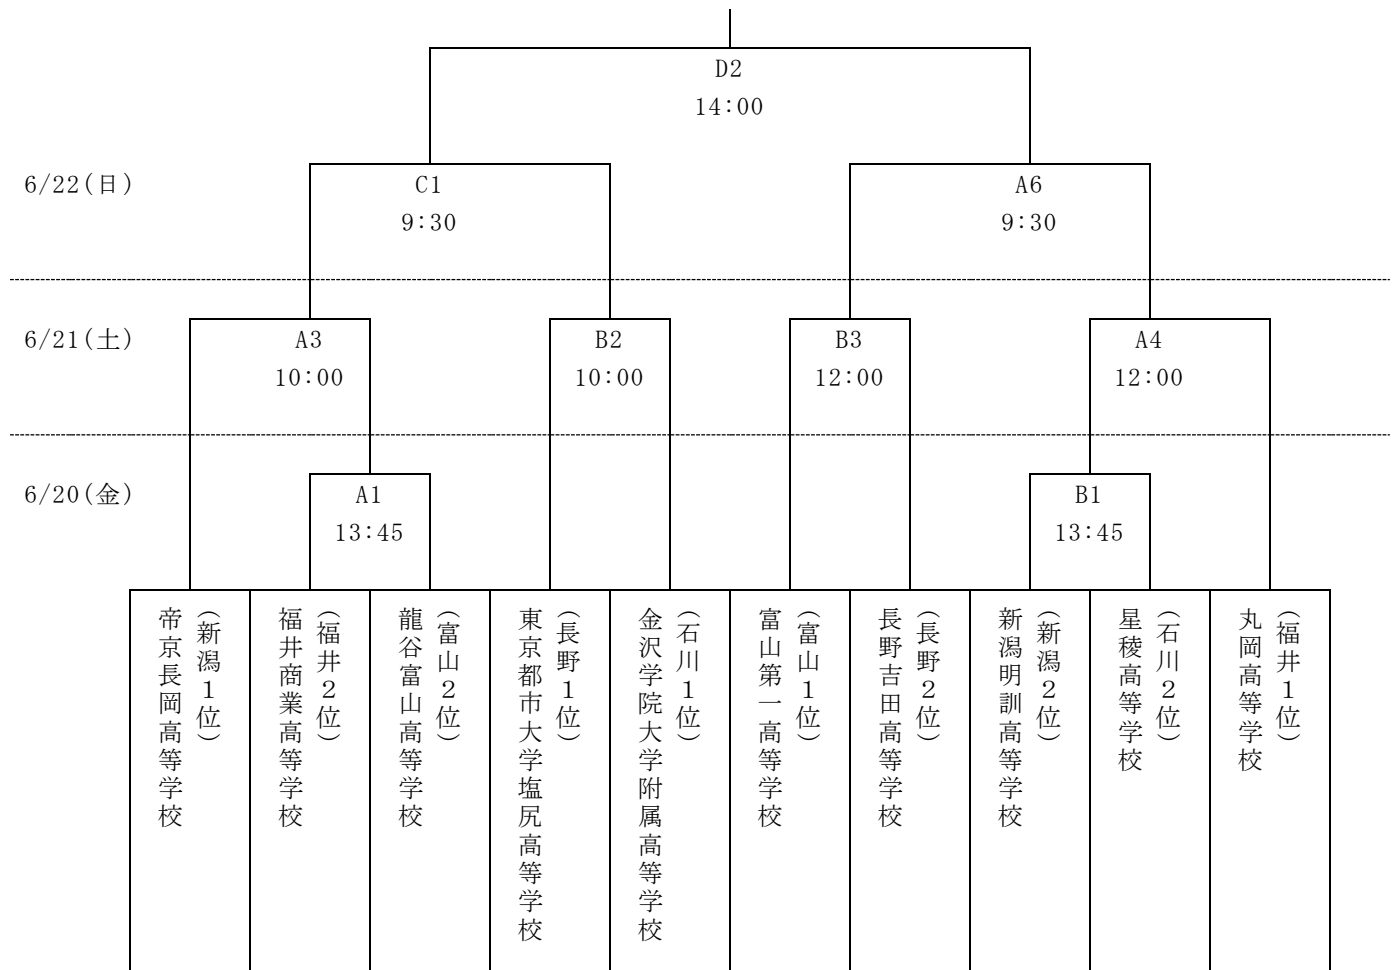 D2
14:00
6/22(日)
C1
9:30
A6
9:30
6/21(土)
A3
10:00
B2
10:00
B3
12:00
A4
12:00
6/20(金)
A1
13:45
B1
13:45
帝京長岡高等学校
(新潟１位)
福井商業高等学校
(福井２位)
龍谷富山高等学校
(富山２位)
東京都市大学塩尻高等学校
(長野１位)
金沢学院大学附属高等学校
(石川１位)
富山第一高等学校
(富山１位)
長野吉田高等学校
(長野２位)
新潟明訓高等学校
(新潟２位)
星稜高等学校
(石川２位)
丸岡高等学校
(福井１位)